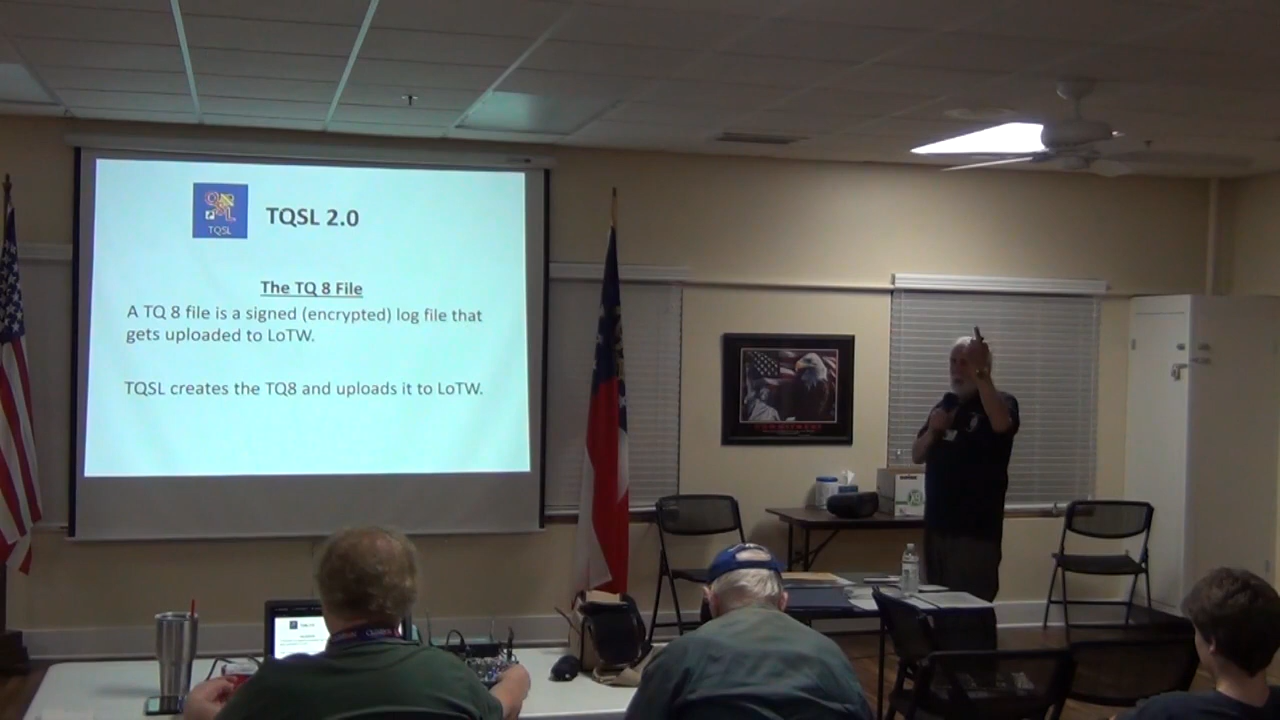 TQSL
TQSL 2.0
The TQ 8 File
A TQ 8 file is a signed (encrypted) log file that
gets uploaded to LoTW.
TQSL creates the TQ8 and uploads it to LoTW.